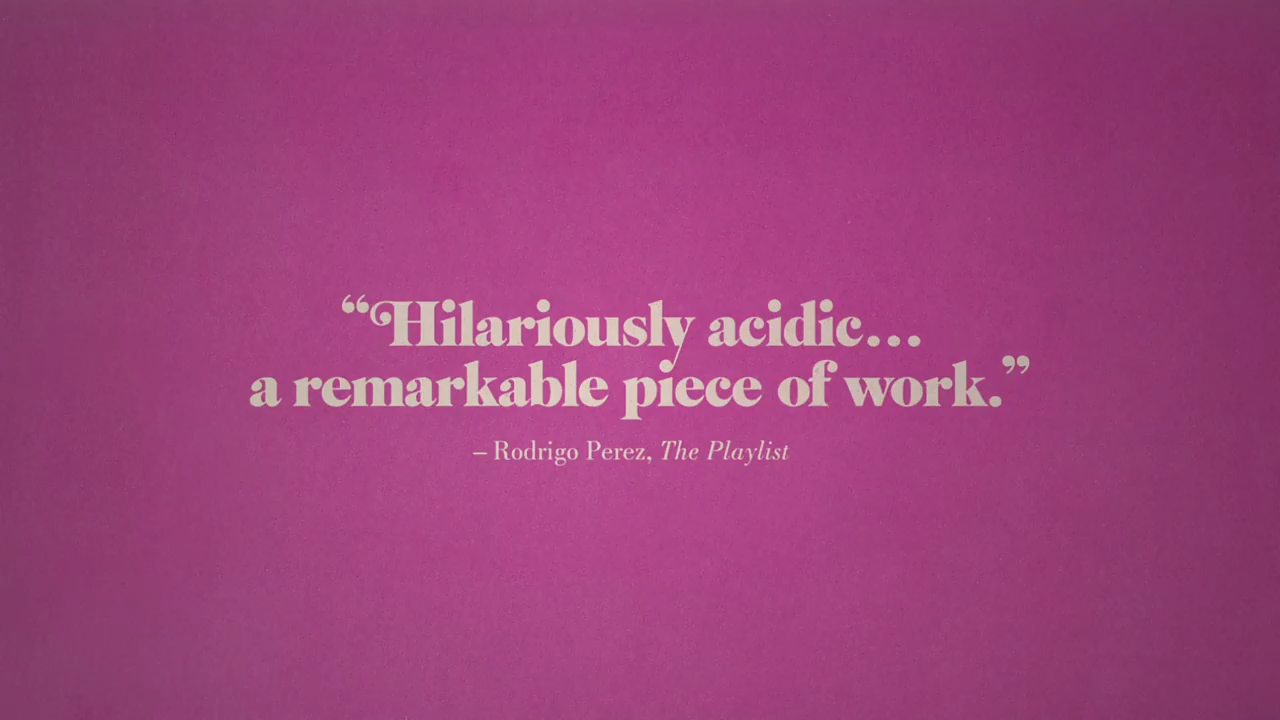 “Hilariously acidic...
a remarkable piece of work.”
– Rodrigo Perez, The Playlist